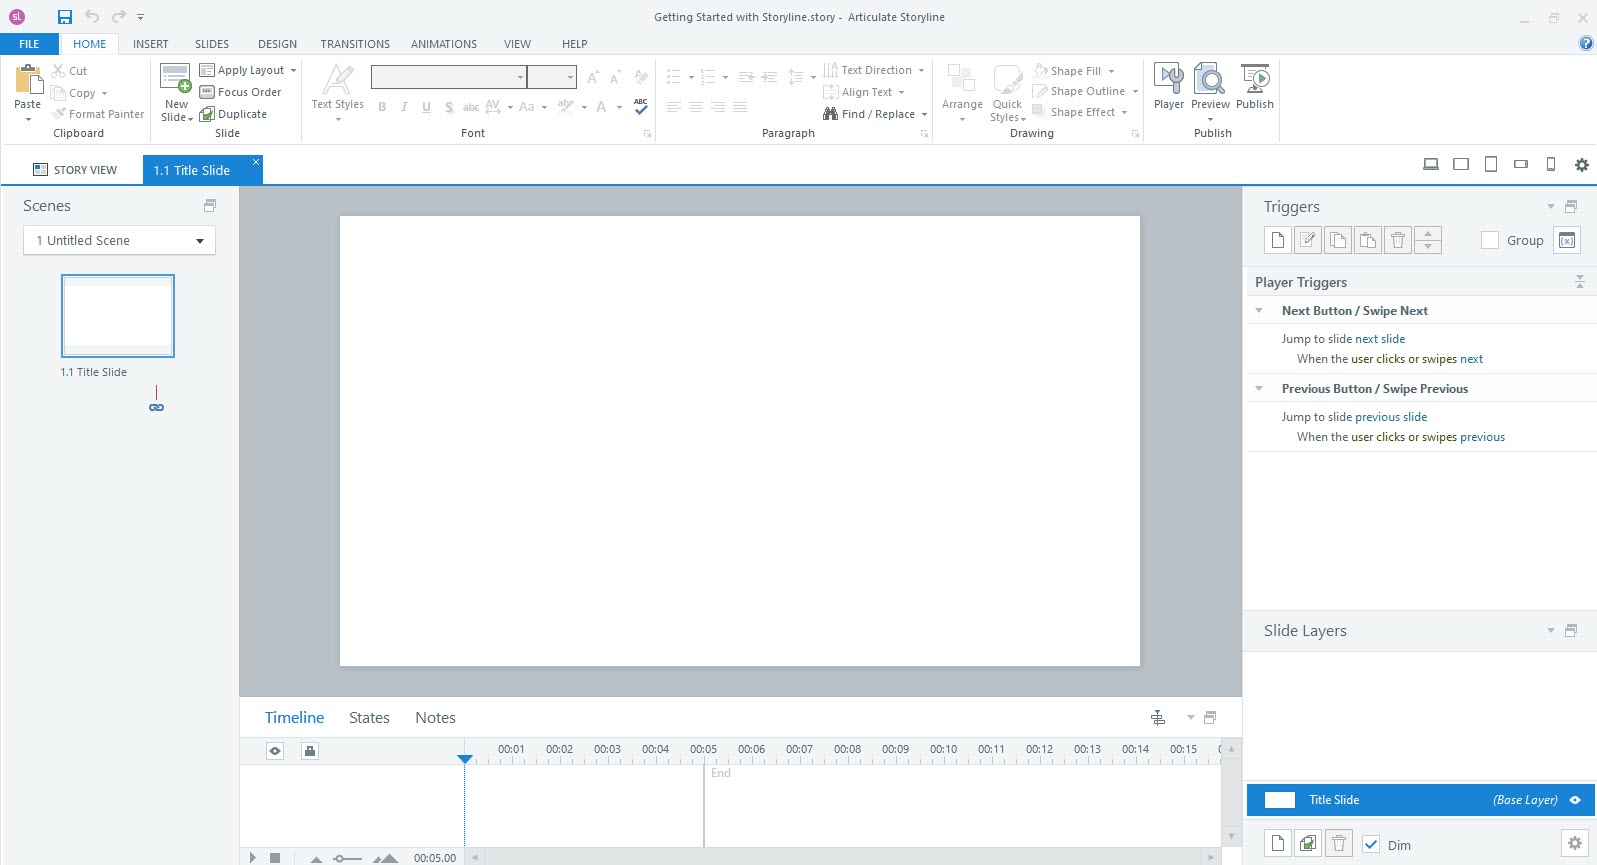 sl
Getting Started with Storyline.story - Articulate Storyline
FILE HOME INSERT SLIDES DESIGN TRANSITIONS ANIMATIONS VIEW HELP
?
Paste
Cut
Copy
Format Painter
Clipboard
New
Slide
Apply Layout
Focus Order
Duplicate
Slide
Text Styles
B I U S abc AV Aa ab A ABC
Font
Text Direction
Align Text
Find / Replace
Paragraph
Arrange
Quick
Styles
Shape Fill
Shape Outline
Shape Effect
Drawing
Player
Preview
Publish
Publish
STORY VIEW
1.1 Title Slide
Scenes
1 Untitled Scene
1.1 Title Slide
Triggers
Group
(x)
Player Triggers
Next Button / Swipe Next
Jump to slide next slide
When the user clicks or swipes next
Previous Button / Swipe Previous
Jump to slide previous slide
When the user clicks or swipes previous
Slide Layers
Title Slide (Base Layer)
Dim
Timeline States Notes
00:01 00:02 00:03 00:04 00:05 00:06 00:07 00:08 00:09 00:10 00:11 00:12 00:13 00:14 00:15
End
00:05.00